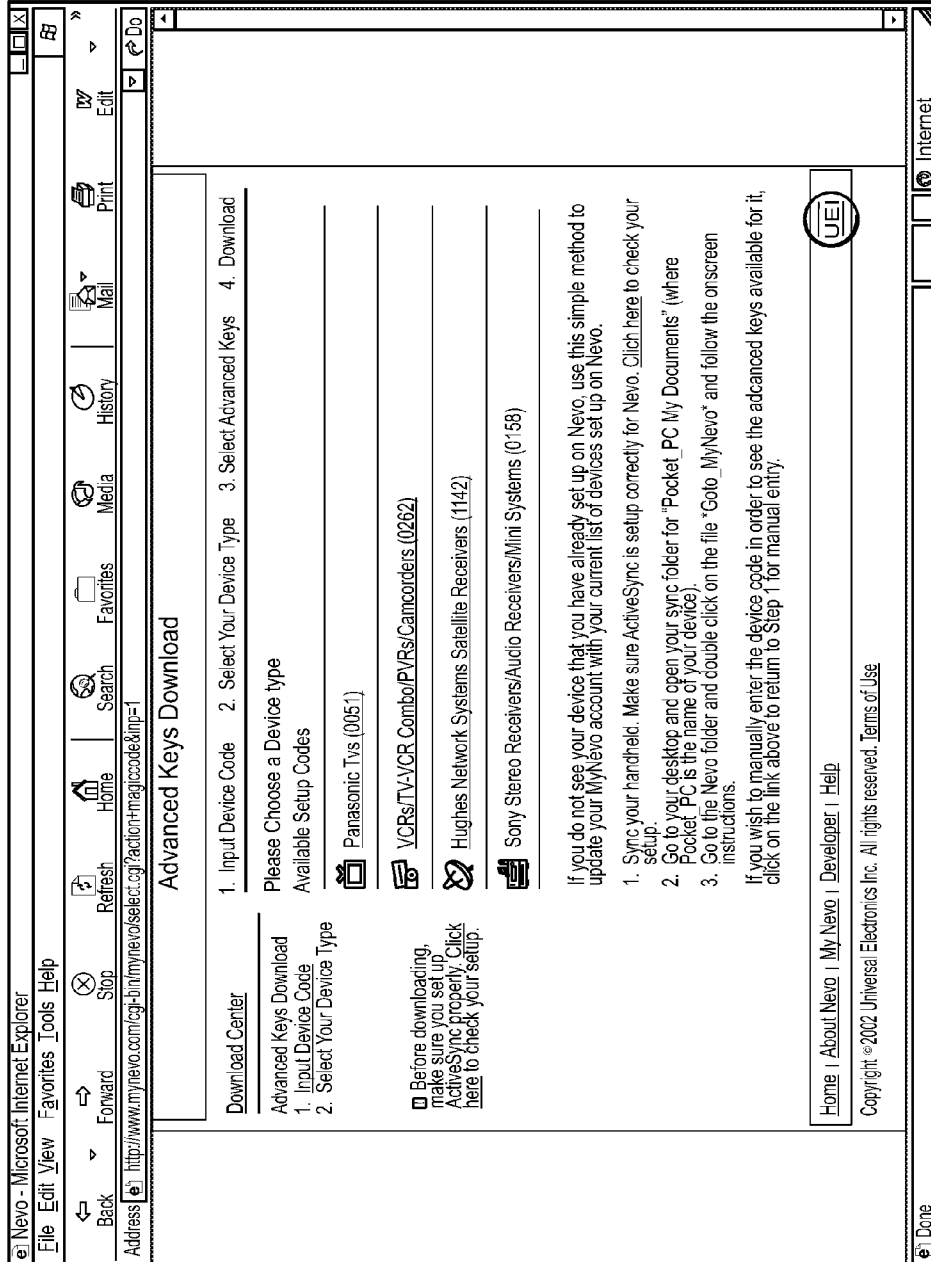 Nevo - Microsoft Internet Explorer
File Edit View Favorites Tools Help
Back Forward Stop Refresh Home Search Favorites Media History Mail Print Edit »
Address http://www.mynevo.com/cgi-bin/mynevo/select.cgi?action+magiccode&inp=1 Do
Advanced Keys Download
Download Center
Advanced Keys Download
1. Input Device Code
2. Select Your Device Type
Before downloading,
make sure you set up
ActiveSync properly. Click
here to check your setup.
1. Input Device Code 2. Select Your Device Type 3. Select Advanced Keys 4. Download
Please Choose a Device type
Available Setup Codes
Panasonic Tvs (0051)
VCRs/TV-VCR Combo/PVRs/Camcorders (0262)
Hughes Network Systems Satellite Receivers (1142)
Sony Stereo Receivers/Audio Receivers/Mini Systems (0158)
If you do not see your device that you have already set up on Nevo, use this simple method to
update your MyNevo account with your current list of devices set up on Nevo.
1. Sync your handheld. Make sure ActiveSync is setup correctly for Nevo. Clich here to check your
setup.
2. Go to your desktop and open your sync folder for “Pocket_PC My Documents” (where
Pocket_PC is the name of your device).
3. Go to the Nevo folder and double click on the file *Goto_MyNevo* and follow the onscreen
instructions.
If you wish to manually enter the device code in order to see the adcanced keys available for it,
click on the link above to return to Step 1 for manual entry.
Home | About Nevo | My Nevo | Developer | Help
UEI
Copyright ©2002 Universal Electronics Inc. All rights reserved. Terms of Use
Done Internet